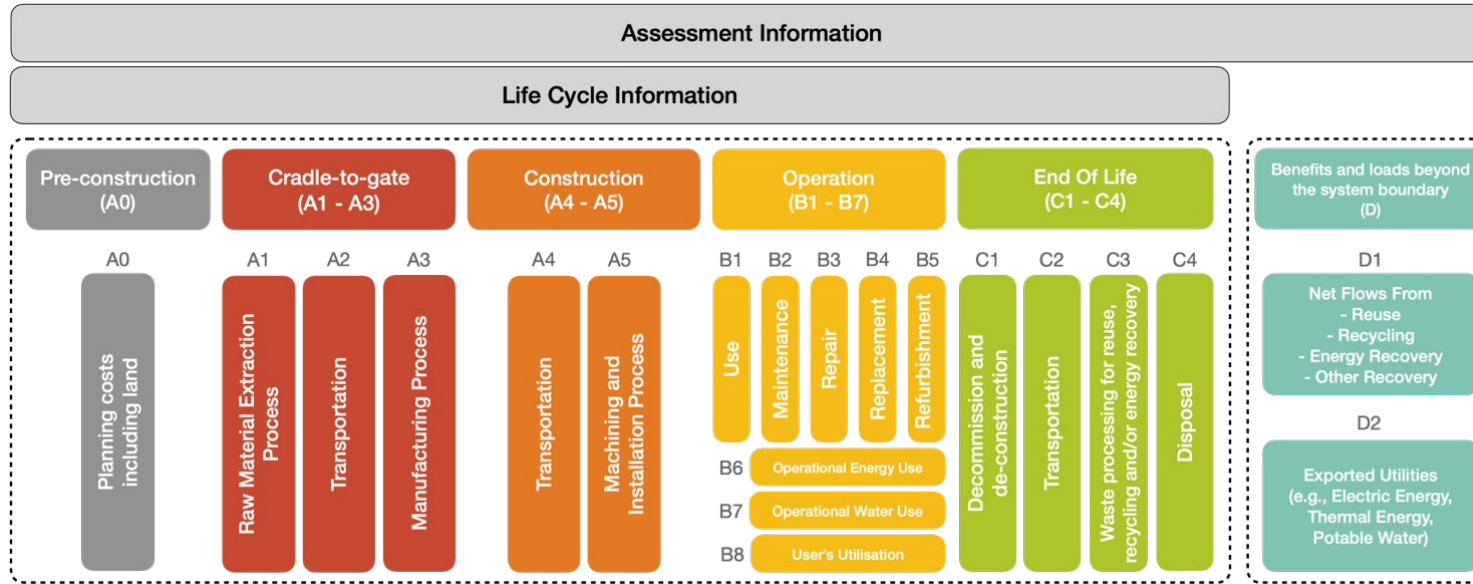 Assessment Information
Life Cycle Information
Pre-construction
(A0)
Cradle-to-gate
(A1 - A3)
Construction
(A4 - A5)
Operation
(B1 - B7)
End Of Life
(C1 - C4)
Benefits and loads beyond
the system boundary
(D)
A0
Planning costs
including land
A1
Raw Material Extraction
Process
A2
Transportation
A3
Manufacturing Process
A4
Transportation
A5
Machining and
Installation Process
B1
Use
B2
Maintenance
B3
Repair
B4
Replacement
B5
Refurbishment
B6
Operational Energy Use
B7
Operational Water Use
B8
User's Utilisation
C1
Decommission and
de-construction
C2
Transportation
C3
Waste processing for reuse,
recycling and/or energy recovery
C4
Disposal
D1
Net Flows From
- Reuse
- Recycling
- Energy Recovery
- Other Recovery
D2
Exported Utilities
(e.g., Electric Energy,
Thermal Energy,
Potable Water)